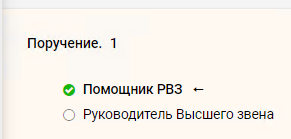 Поручение. 1
Помощник РВЗ ←
Руководитель Высшего звена